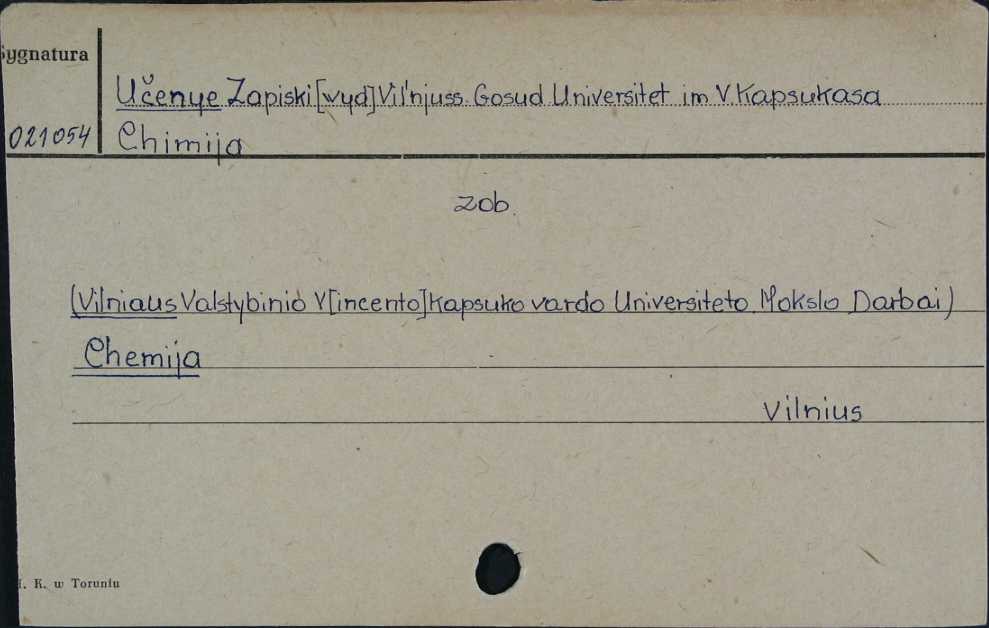 Sygnatura
Učenye Zapiski [wyd] Vil'njuss. Gosud Universitet im V. Kapsukasa
021054
Chimija
zob.
(Vilniaus Valstybinio V[incento] Kapsuko vardo Universiteto Mokslo Darbai)
Chemija
Vilnius
K. w Toruniu